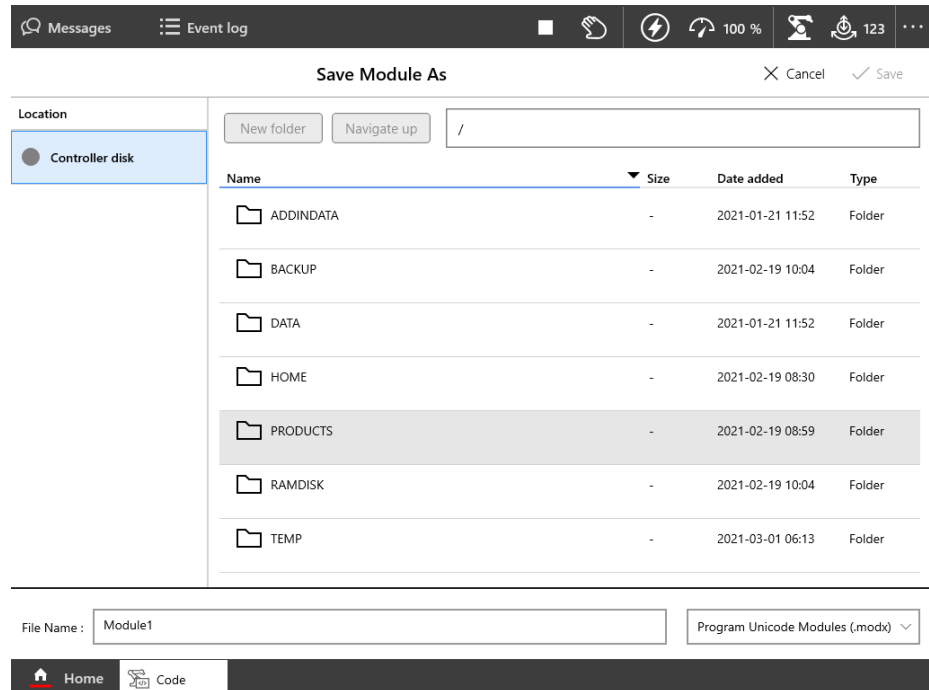 Messages Event log 100 % 123 ...
Save Module As Cancel Save
Location
New folder Navigate up /
Controller disk
Name Size Date added Type
ADDINDATA - 2021-01-21 11:52 Folder
BACKUP - 2021-02-19 10:04 Folder
DATA - 2021-01-21 11:52 Folder
HOME - 2021-02-19 08:30 Folder
PRODUCTS - 2021-02-19 08:59 Folder
RAMDISK - 2021-02-19 10:04 Folder
TEMP - 2021-03-01 06:13 Folder
File Name : Module1 Program Unicode Modules (.modx)
Home Code